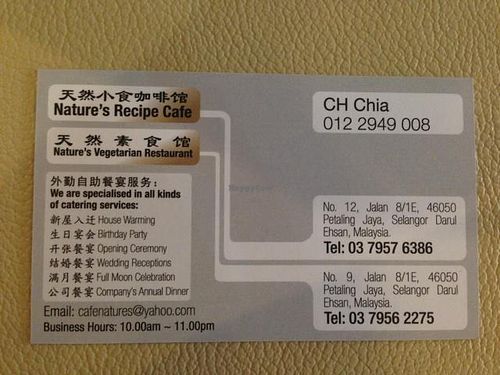 天然小食咖啡馆
Nature's Recipe Cafe
天然素食馆
Nature's Vegetarian Restaurant
外勤自助餐宴服务：
We are specialised in all kinds
of catering services:
新屋入迁 House Warming
生日宴会 Birthday Party
开张餐宴 Opening Ceremony
结婚餐宴 Wedding Receptions
满月餐宴 Full Moon Celebration
公司餐宴 Company's Annual Dinner
Email: cafenatures@yahoo.com
Business Hours: 10.00am ~ 11.00pm
CH Chia
012 2949 008
No. 12, Jalan 8/1E, 46050
Petaling Jaya, Selangor Darul
Ehsan, Malaysia.
Tel: 03 7957 6386
No. 9, Jalan 8/1E, 46050
Petaling Jaya, Selangor Darul
Ehsan, Malaysia.
Tel: 03 7956 2275